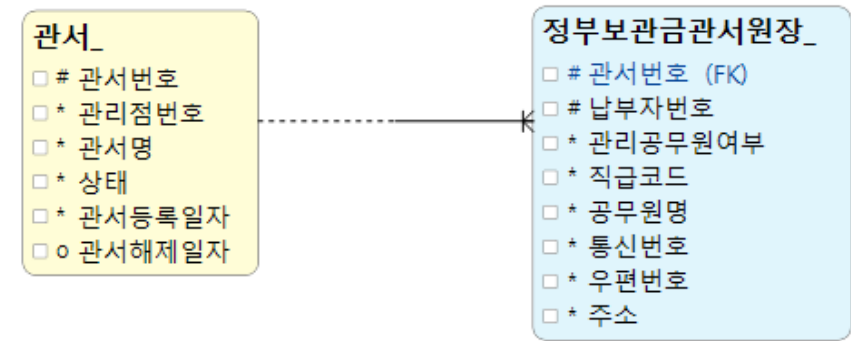 관서_
# 관서번호
* 관리점번호
* 관서명
* 상태
* 관서등록일자
o 관서해제일자
정부보관금관서원장_
# 관서번호 (FK)
# 납부자번호
* 관리공무원여부
* 직급코드
* 공무원명
* 통신번호
* 우편번호
* 주소